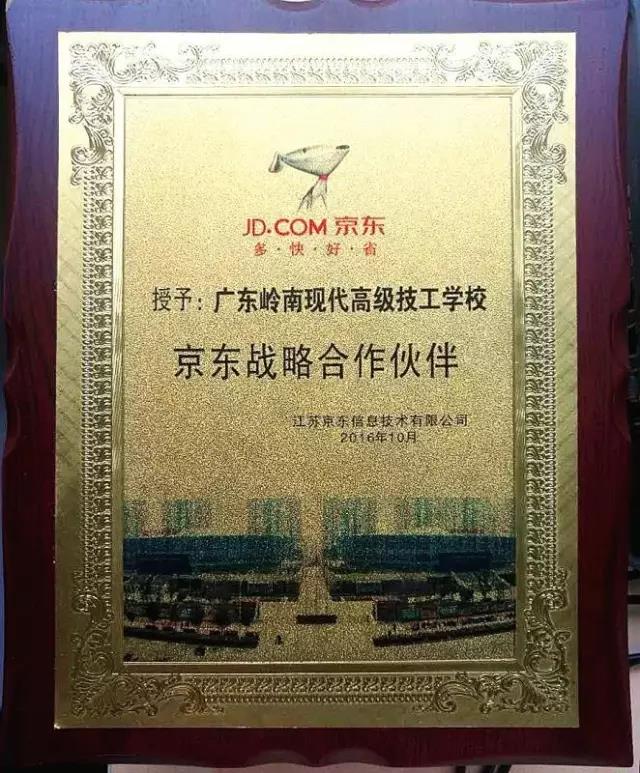 JD.COM 京东
多·快·好·省
授予：广东岭南现代高级技工学校
京东战略合作伙伴
江苏京东信息技术有限公司
2016年10月